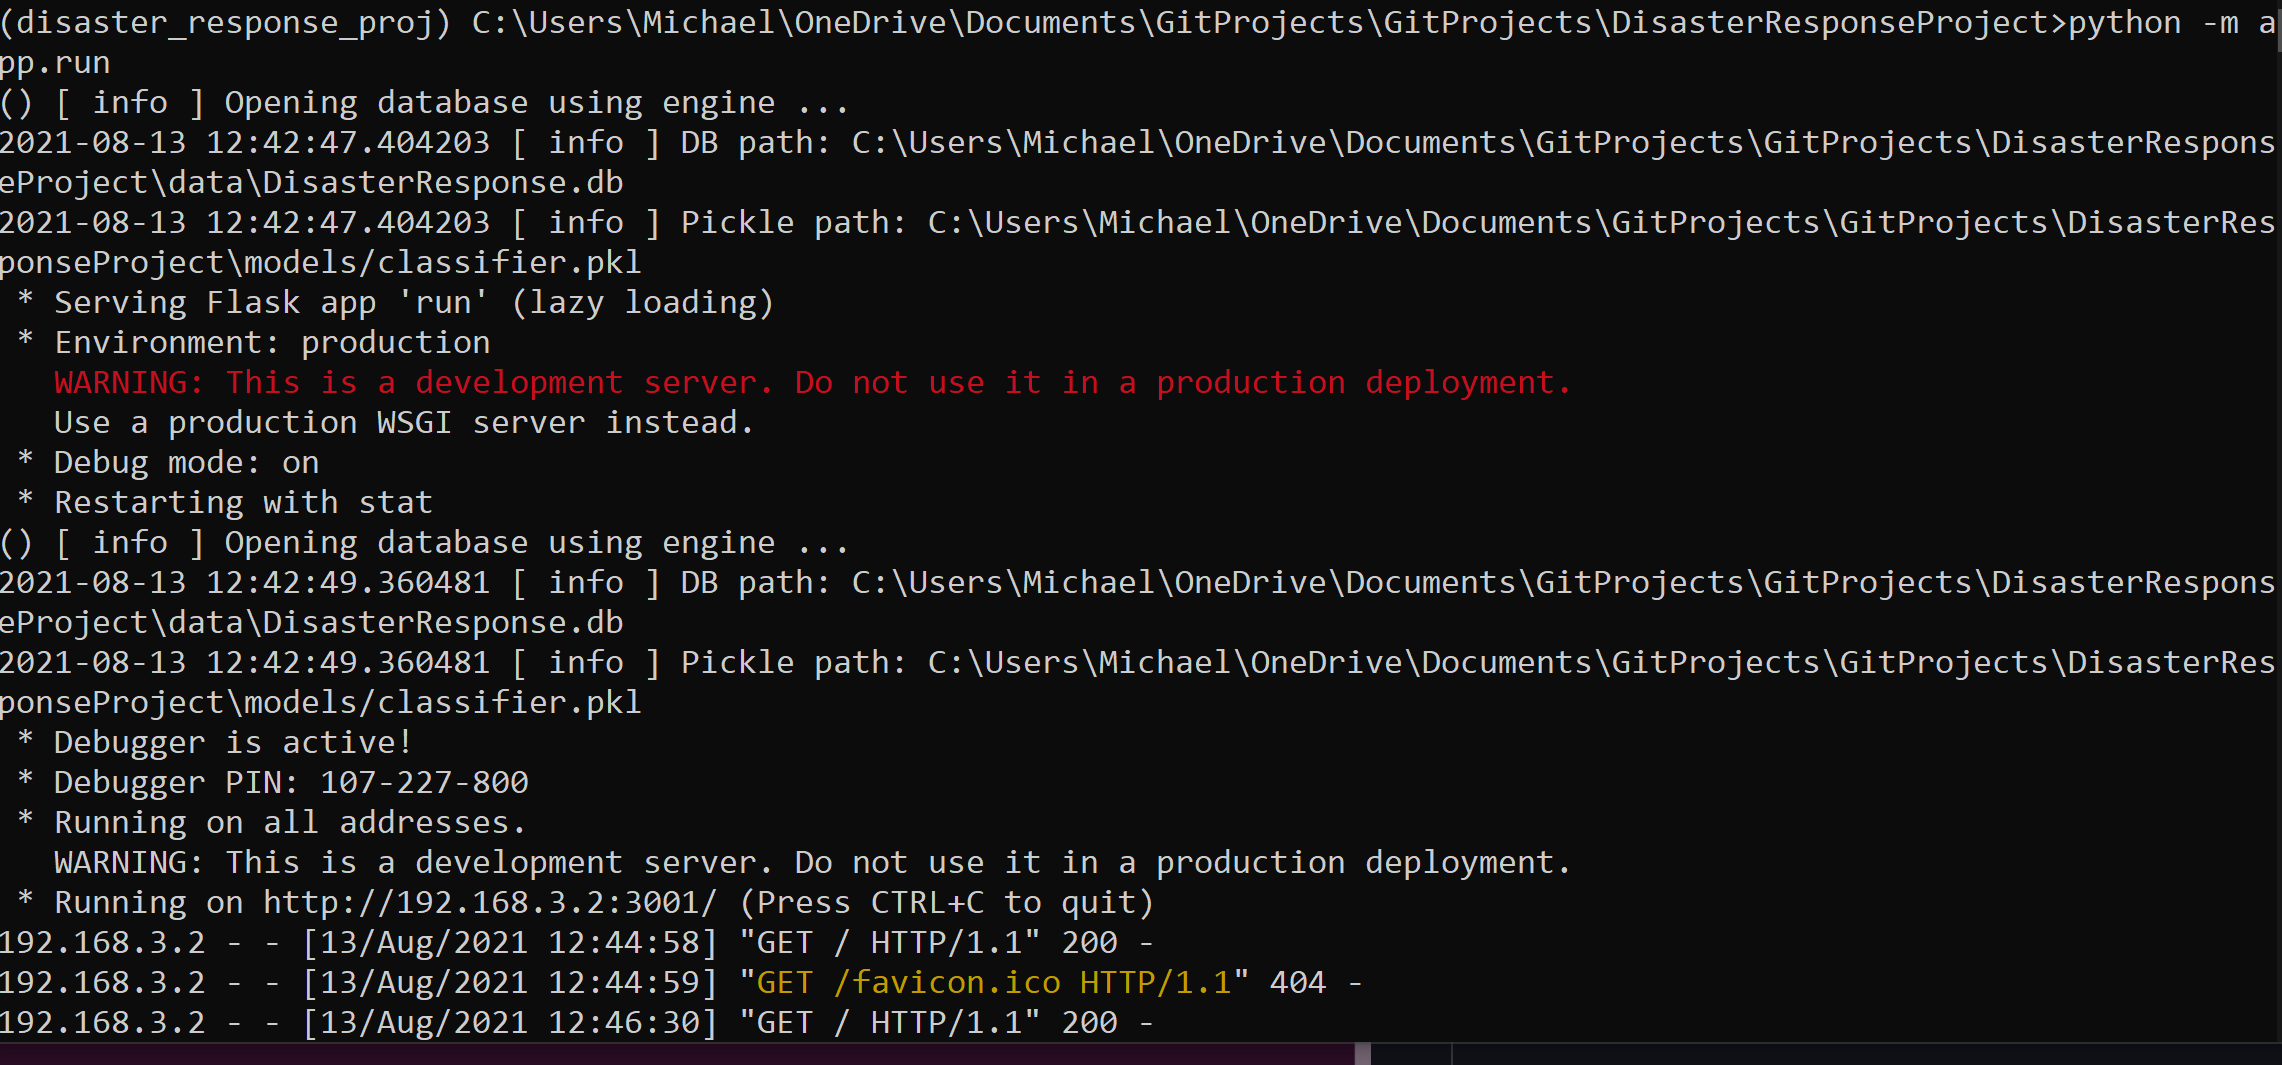 (disaster_response_proj) C:\Users\Michael\OneDrive\Documents\GitProjects\GitProjects\DisasterResponseProject>python -m a
pp.run
() [ info ] Opening database using engine ...
2021-08-13 12:42:47.404203 [ info ] DB path: C:\Users\Michael\OneDrive\Documents\GitProjects\GitProjects\DisasterRespons
eProject\data\DisasterResponse.db
2021-08-13 12:42:47.404203 [ info ] Pickle path: C:\Users\Michael\OneDrive\Documents\GitProjects\GitProjects\DisasterRes
ponseProject\models/classifier.pkl
 * Serving Flask app 'run' (lazy loading)
 * Environment: production
   WARNING: This is a development server. Do not use it in a production deployment.
   Use a production WSGI server instead.
 * Debug mode: on
 * Restarting with stat
() [ info ] Opening database using engine ...
2021-08-13 12:42:49.360481 [ info ] DB path: C:\Users\Michael\OneDrive\Documents\GitProjects\GitProjects\DisasterRespons
eProject\data\DisasterResponse.db
2021-08-13 12:42:49.360481 [ info ] Pickle path: C:\Users\Michael\OneDrive\Documents\GitProjects\GitProjects\DisasterRes
ponseProject\models/classifier.pkl
 * Debugger is active!
 * Debugger PIN: 107-227-800
 * Running on all addresses.
   WARNING: This is a development server. Do not use it in a production deployment.
 * Running on http://192.168.3.2:3001/ (Press CTRL+C to quit)
192.168.3.2 - - [13/Aug/2021 12:44:58] "GET / HTTP/1.1" 200 -
192.168.3.2 - - [13/Aug/2021 12:44:59] "GET /favicon.ico HTTP/1.1" 404 -
192.168.3.2 - - [13/Aug/2021 12:46:30] "GET / HTTP/1.1" 200 -